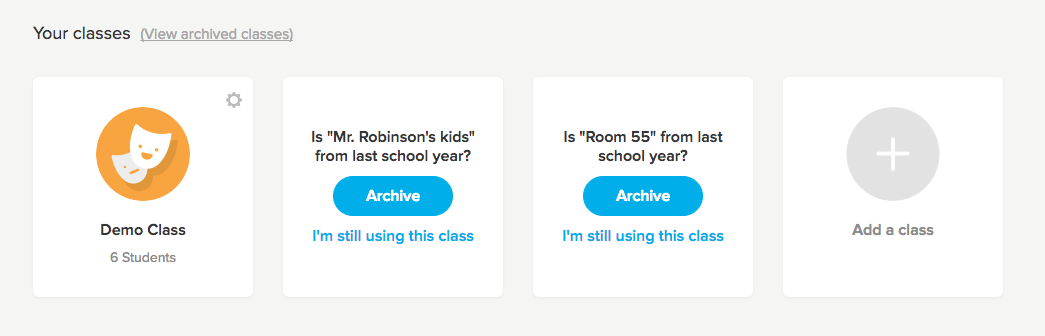 Your classes (View archived classes)
Demo Class
6 Students
Is "Mr. Robinson's kids"
from last school year?
Archive
I'm still using this class
Is "Room 55" from last
school year?
Archive
I'm still using this class
Add a class